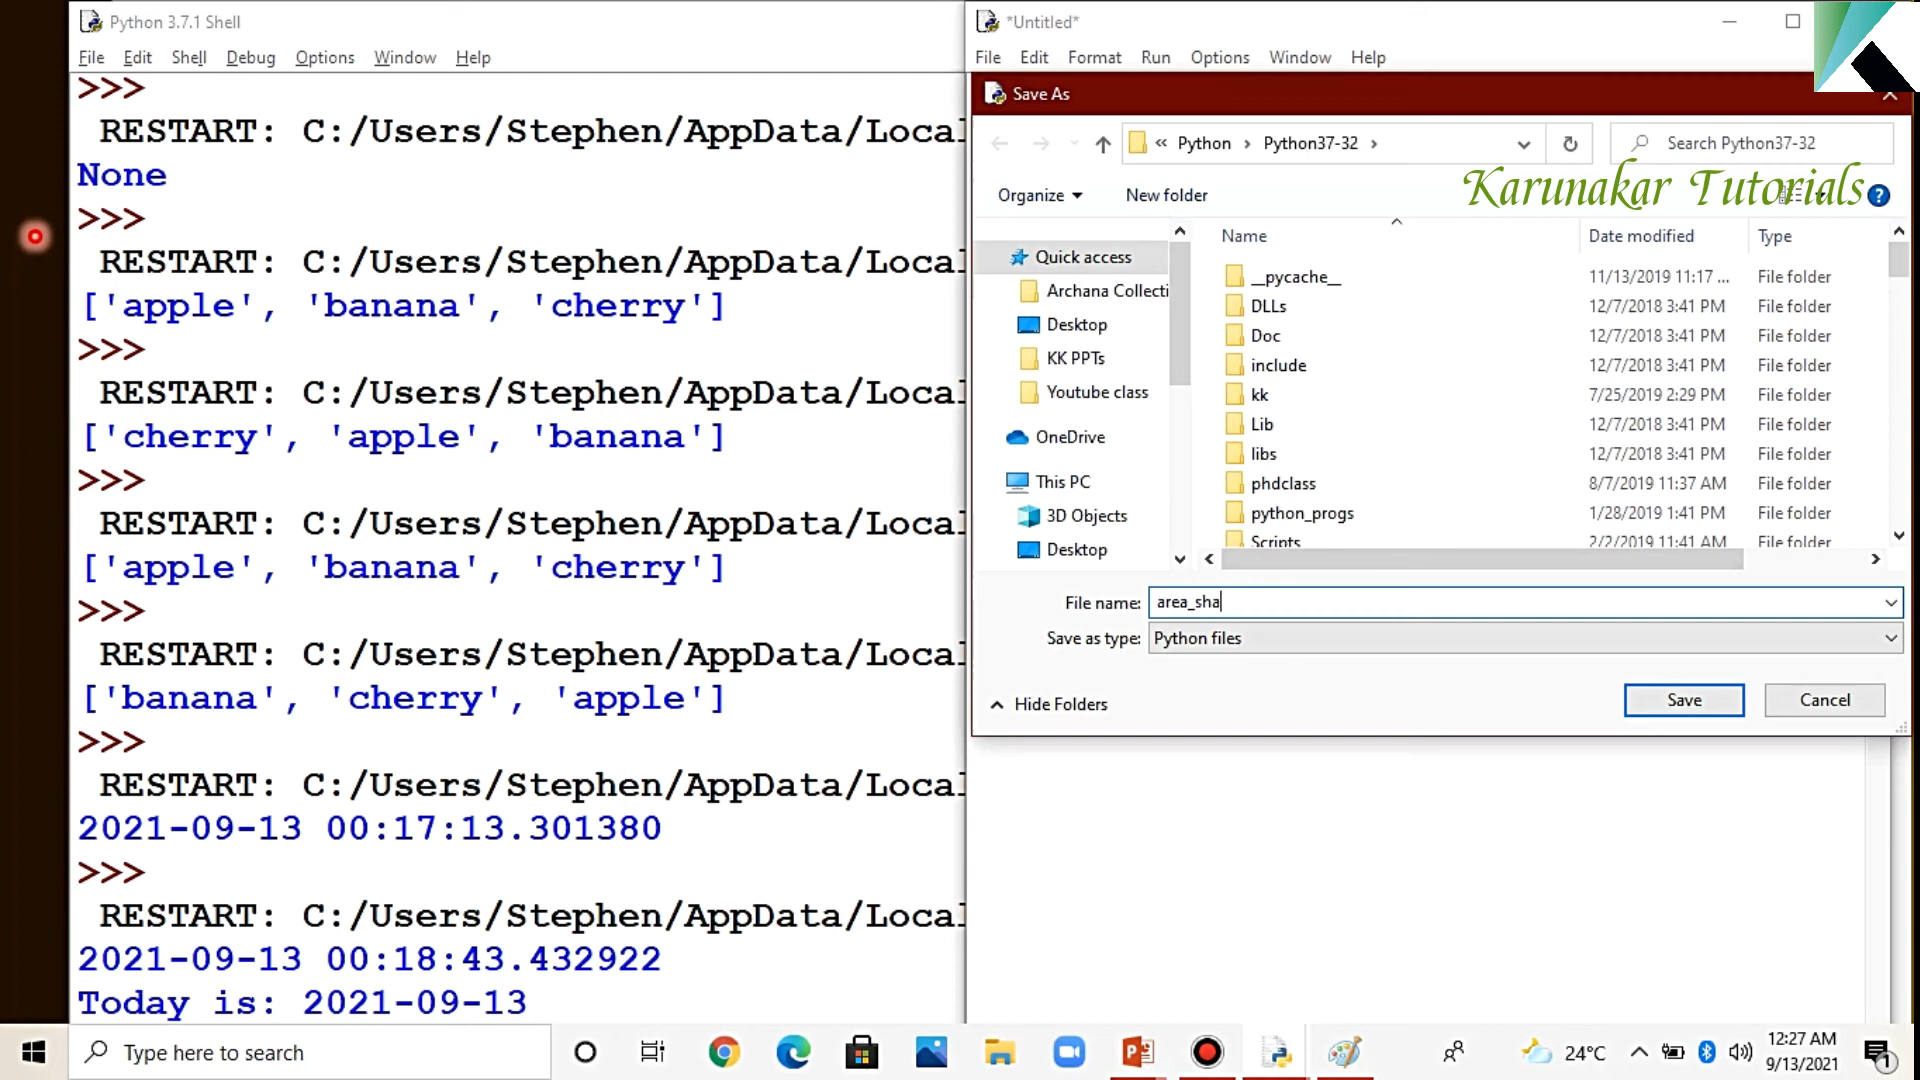 Python 3.7.1 Shell
File Edit Shell Debug Options Window Help
>>>
RESTART: C:/Users/Stephen/AppData/Local
None
>>>
RESTART: C:/Users/Stephen/AppData/Local
['apple', 'banana', 'cherry']
>>>
RESTART: C:/Users/Stephen/AppData/Local
['cherry', 'apple', 'banana']
>>>
RESTART: C:/Users/Stephen/AppData/Local
['apple', 'banana', 'cherry']
>>>
RESTART: C:/Users/Stephen/AppData/Local
['banana', 'cherry', 'apple']
>>>
RESTART: C:/Users/Stephen/AppData/Local
2021-09-13 00:17:13.301380
>>>
RESTART: C:/Users/Stephen/AppData/Local
2021-09-13 00:18:43.432922
Today is: 2021-09-13
*Untitled*
File Edit Format Run Options Window Help
Save As
« Python › Python37-32 ›
Search Python37-32
Karunakar Tutorials
Organize New folder
Quick access
Archana Collecti
Desktop
KK PPTs
Youtube class
OneDrive
This PC
3D Objects
Desktop
Name Date modified Type
__pycache__ 11/13/2019 11:17 ... File folder
DLLs 12/7/2018 3:41 PM File folder
Doc 12/7/2018 3:41 PM File folder
include 12/7/2018 3:41 PM File folder
kk 7/25/2019 2:29 PM File folder
Lib 12/7/2018 3:41 PM File folder
libs 12/7/2018 3:41 PM File folder
phdclass 8/7/2019 11:37 AM File folder
python_progs 1/28/2019 1:41 PM File folder
Scripts 2/2/2019 11:41 AM File folder
File name: area_sha
Save as type: Python files
Hide Folders
Save Cancel
Type here to search
24°C
12:27 AM
9/13/2021
1